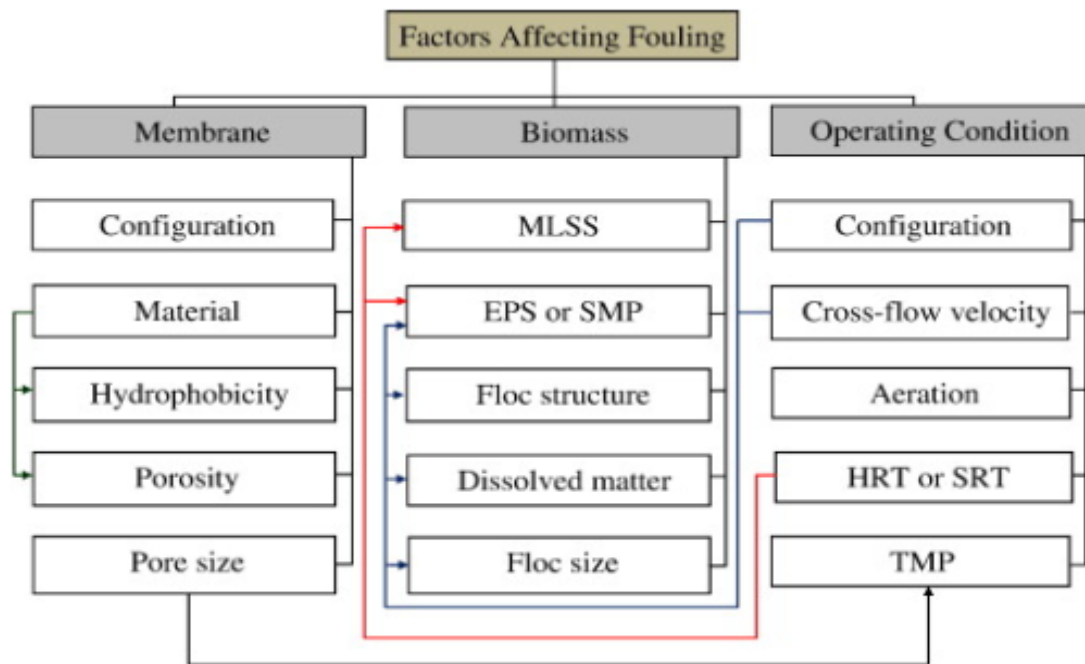 Factors Affecting Fouling
Membrane
Configuration
Material
Hydrophobicity
Porosity
Pore size
Biomass
MLSS
EPS or SMP
Floc structure
Dissolved matter
Floc size
Operating Condition
Configuration
Cross-flow velocity
Aeration
HRT or SRT
TMP